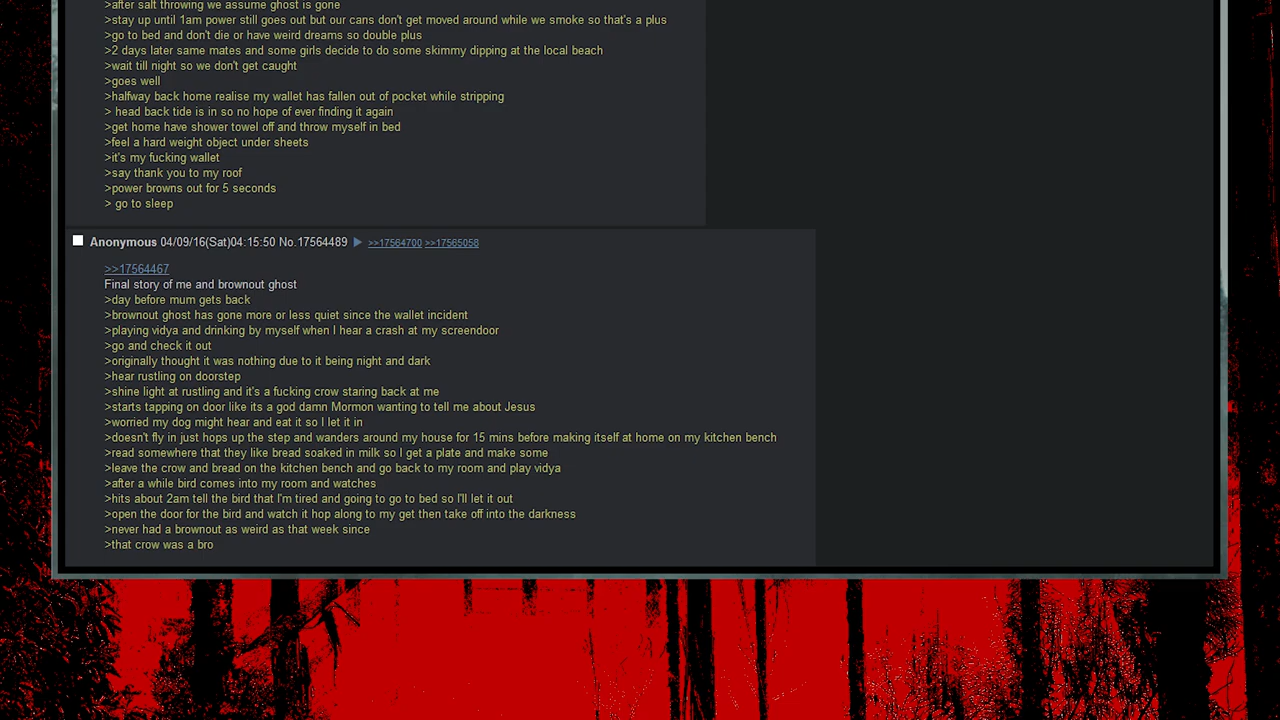 >after salt throwing we assume ghost is gone
>stay up until 1am power still goes out but our cans don't get moved around while we smoke so that's a plus
>go to bed and don't die or have weird dreams so double plus
>2 days later same mates and some girls decide to do some skimmy dipping at the local beach
>wait till night so we don't get caught
>goes well
>halfway back home realise my wallet has fallen out of pocket while stripping
> head back tide is in so no hope of ever finding it again
>get home have shower towel off and throw myself in bed
>feel a hard weight object under sheets
>it's my fucking wallet
>say thank you to my roof
>power browns out for 5 seconds
> go to sleep
Anonymous 04/09/16(Sat)04:15:50 No.17564489 ▶ >>17564700 >>17565058
>>17564467
Final story of me and brownout ghost
>day before mum gets back
>brownout ghost has gone more or less quiet since the wallet incident
>playing vidya and drinking by myself when I hear a crash at my screendoor
>go and check it out
>originally thought it was nothing due to it being night and dark
>hear rustling on doorstep
>shine light at rustling and it's a fucking crow staring back at me
>starts tapping on door like its a god damn Mormon wanting to tell me about Jesus
>worried my dog might hear and eat it so I let it in
>doesn't fly in just hops up the step and wanders around my house for 15 mins before making itself at home on my kitchen bench
>read somewhere that they like bread soaked in milk so I get a plate and make some
>leave the crow and bread on the kitchen bench and go back to my room and play vidya
>after a while bird comes into my room and watches
>hits about 2am tell the bird that I'm tired and going to go to bed so I'll let it out
>open the door for the bird and watch it hop along to my get then take off into the darkness
>never had a brownout as weird as that week since
>that crow was a bro